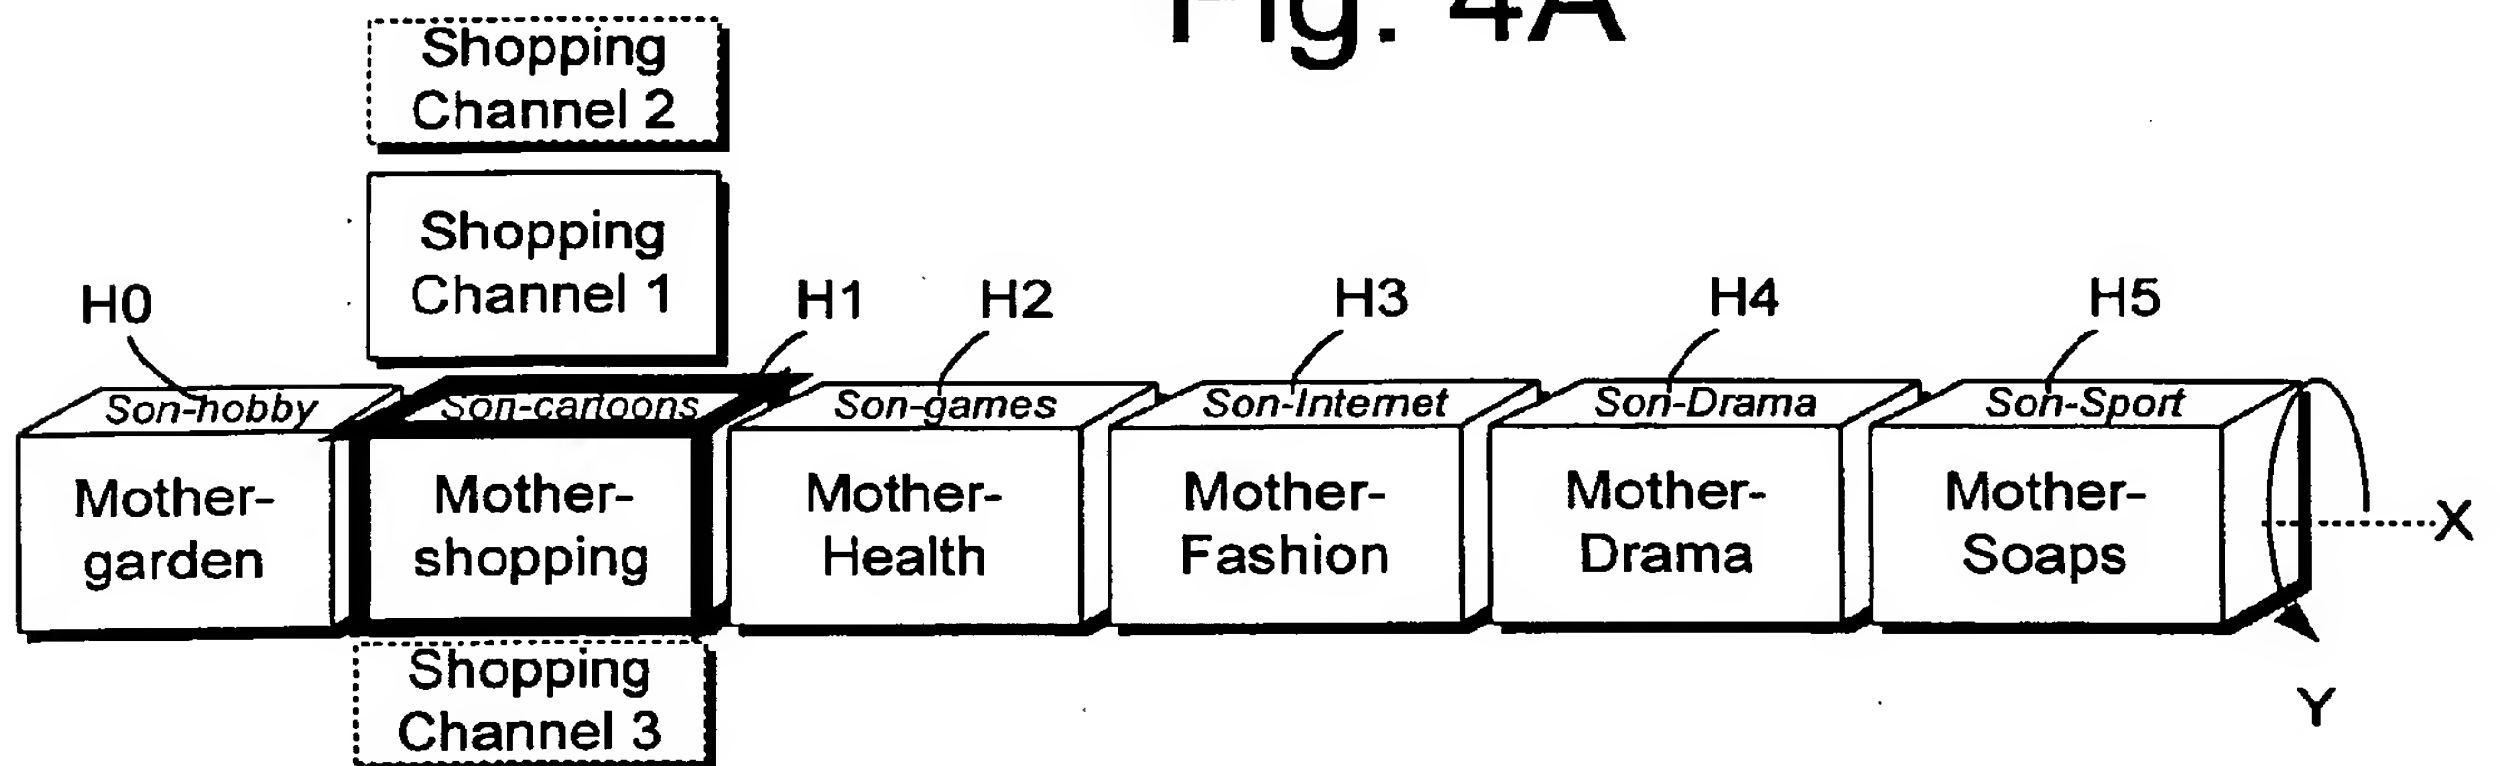 Fig. 4A
Shopping
Channel 2
Shopping
Channel 1
H0
H1
H2
H3
H4
H5
Son-hobby
Son-cartoons
Son-games
Son-Internet
Son-Drama
Son-Sport
Mother-
garden
Mother-
shopping
Mother-
Health
Mother-
Fashion
Mother-
Drama
Mother-
Soaps
X
Shopping
Channel 3
Y